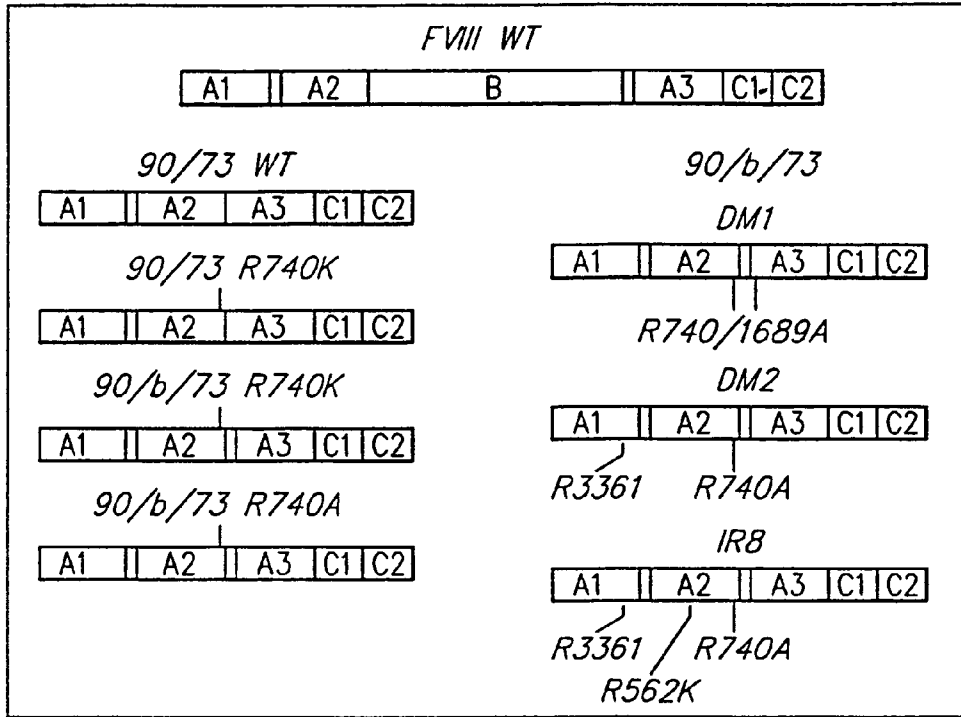 FVIII WT
A1 A2 B A3 C1- C2
90/73 WT
A1 A2 A3 C1 C2
90/73 R740K
A1 A2 A3 C1 C2
90/b/73 R740K
A1 A2 A3 C1 C2
90/b/73 R740A
A1 A2 A3 C1 C2
90/b/73
DM1
A1 A2 A3 C1 C2
R740/1689A
DM2
A1 A2 A3 C1 C2
R336I R740A
IR8
A1 A2 A3 C1 C2
R336I R740A
R562K